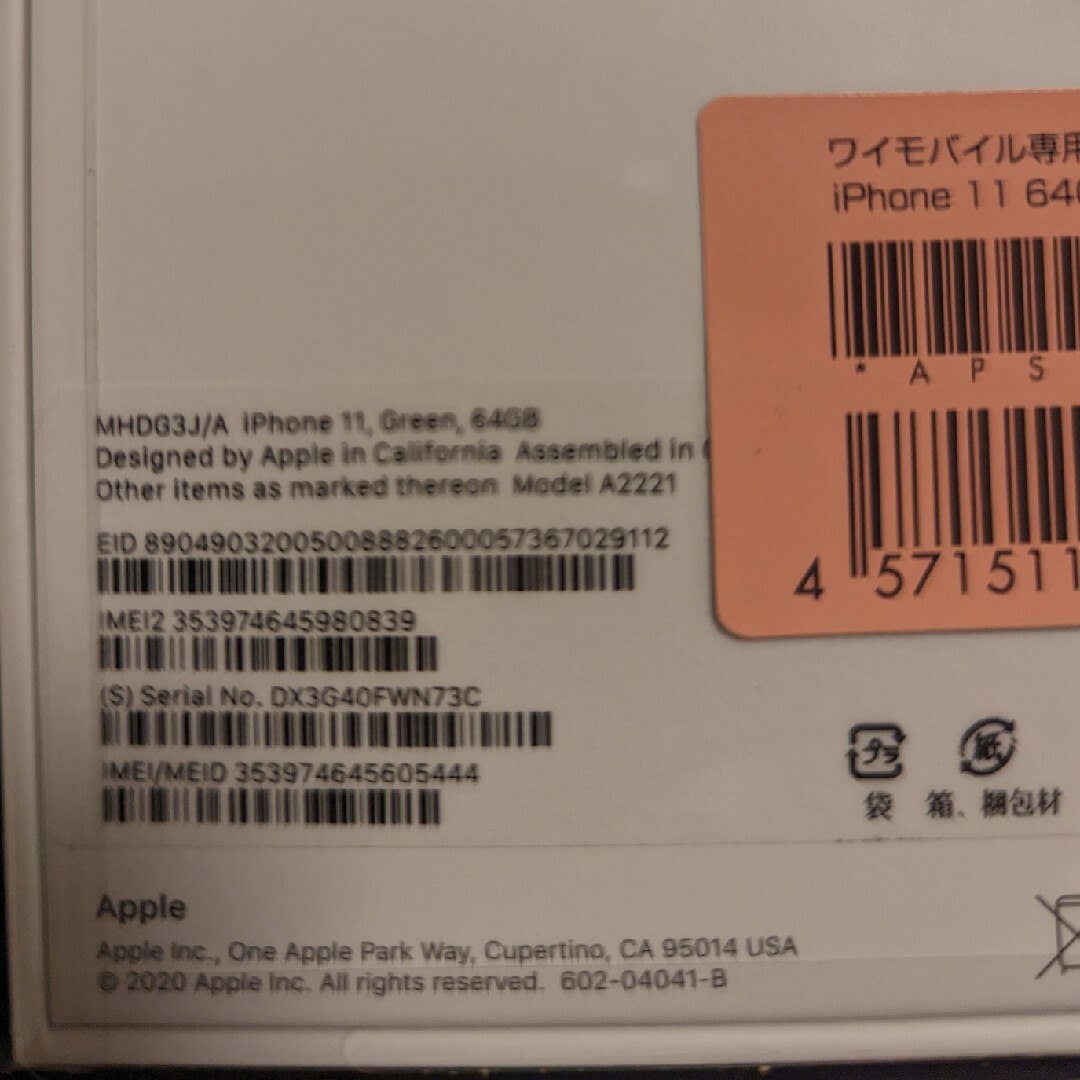 ワイモバイル専用
iPhone 11 64
* A P S
4 571511
MHDG3J/A iPhone 11, Green, 64GB
Designed by Apple in California Assembled in
Other items as marked thereon Model A2221
EID 89049032005008882600057367029112
IMEI2 353974645980839
(S) Serial No. DX3G40FWN73C
IMEI/MEID 353974645605444
プラ 紙
袋 箱、梱包材
Apple
Apple Inc., One Apple Park Way, Cupertino, CA 95014 USA
© 2020 Apple Inc. All rights reserved. 602-04041-B